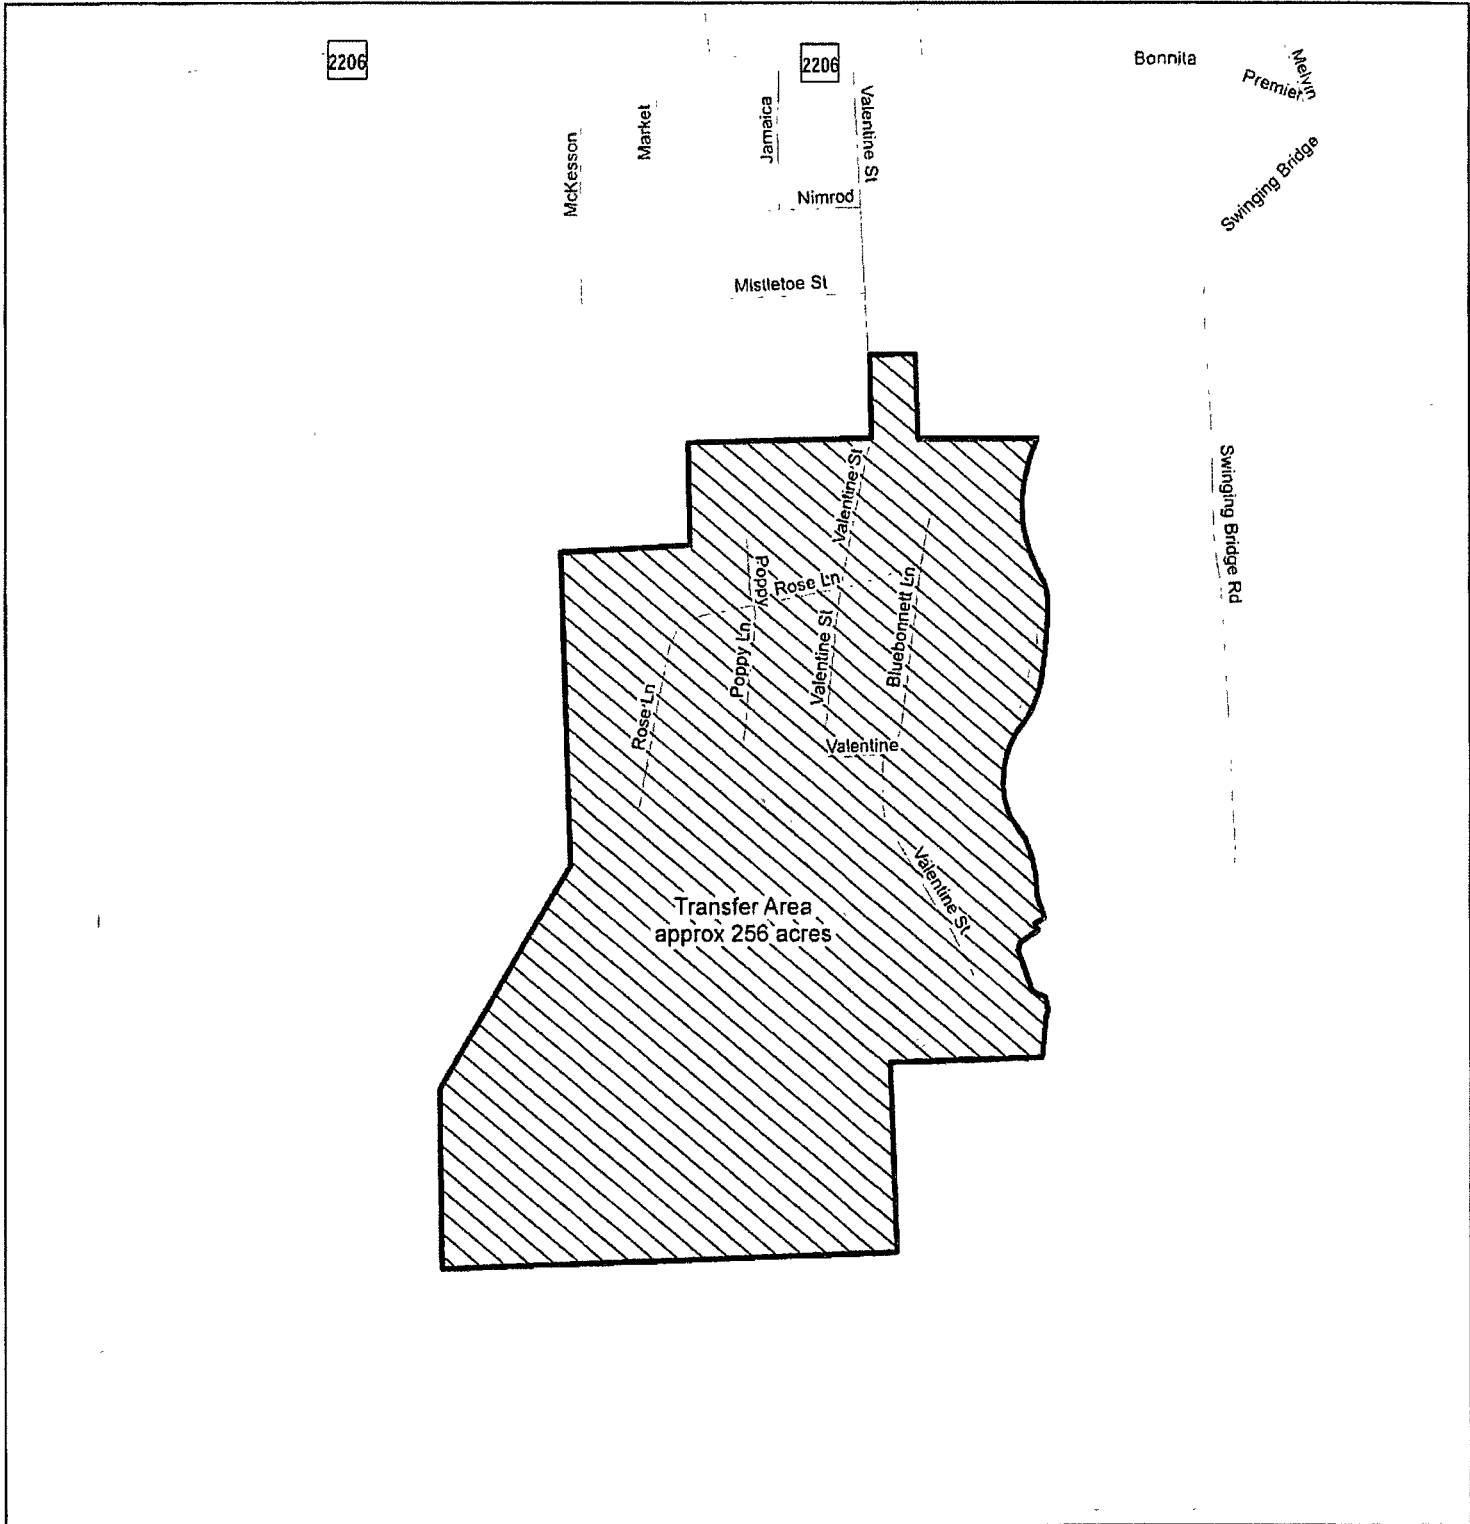 2206
2206
Bonnita
Melvin
Premier
McKesson
Market
Jamaica
Valentine St
Nimrod
Swinging Bridge
Mistletoe St
Valentine St
Swinging Bridge Rd
Poppy
Rose Ln
Bluebonnett Ln
Poppy Ln
Valentine St
Rose Ln
Valentine
Valentine St
Transfer Area
approx 256 acres